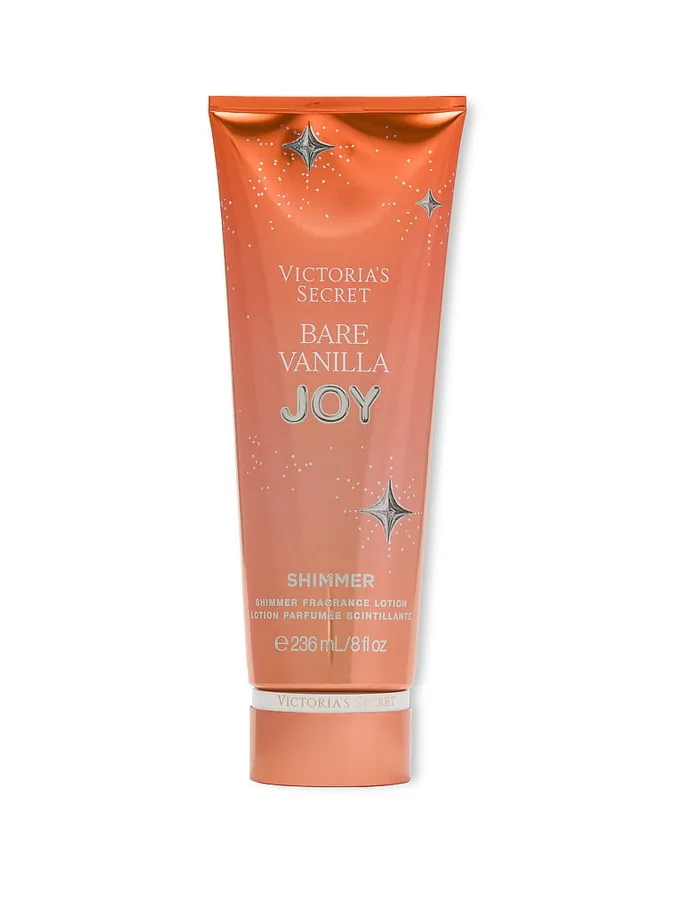 VICTORIA'S
SECRET
BARE
VANILLA
JOY
SHIMMER
SHIMMER FRAGRANCE LOTION
LOTION PARFUMÉE SCINTILLANTE
℮ 236 mL/8 fl oz
VICTORIA'S SECRET